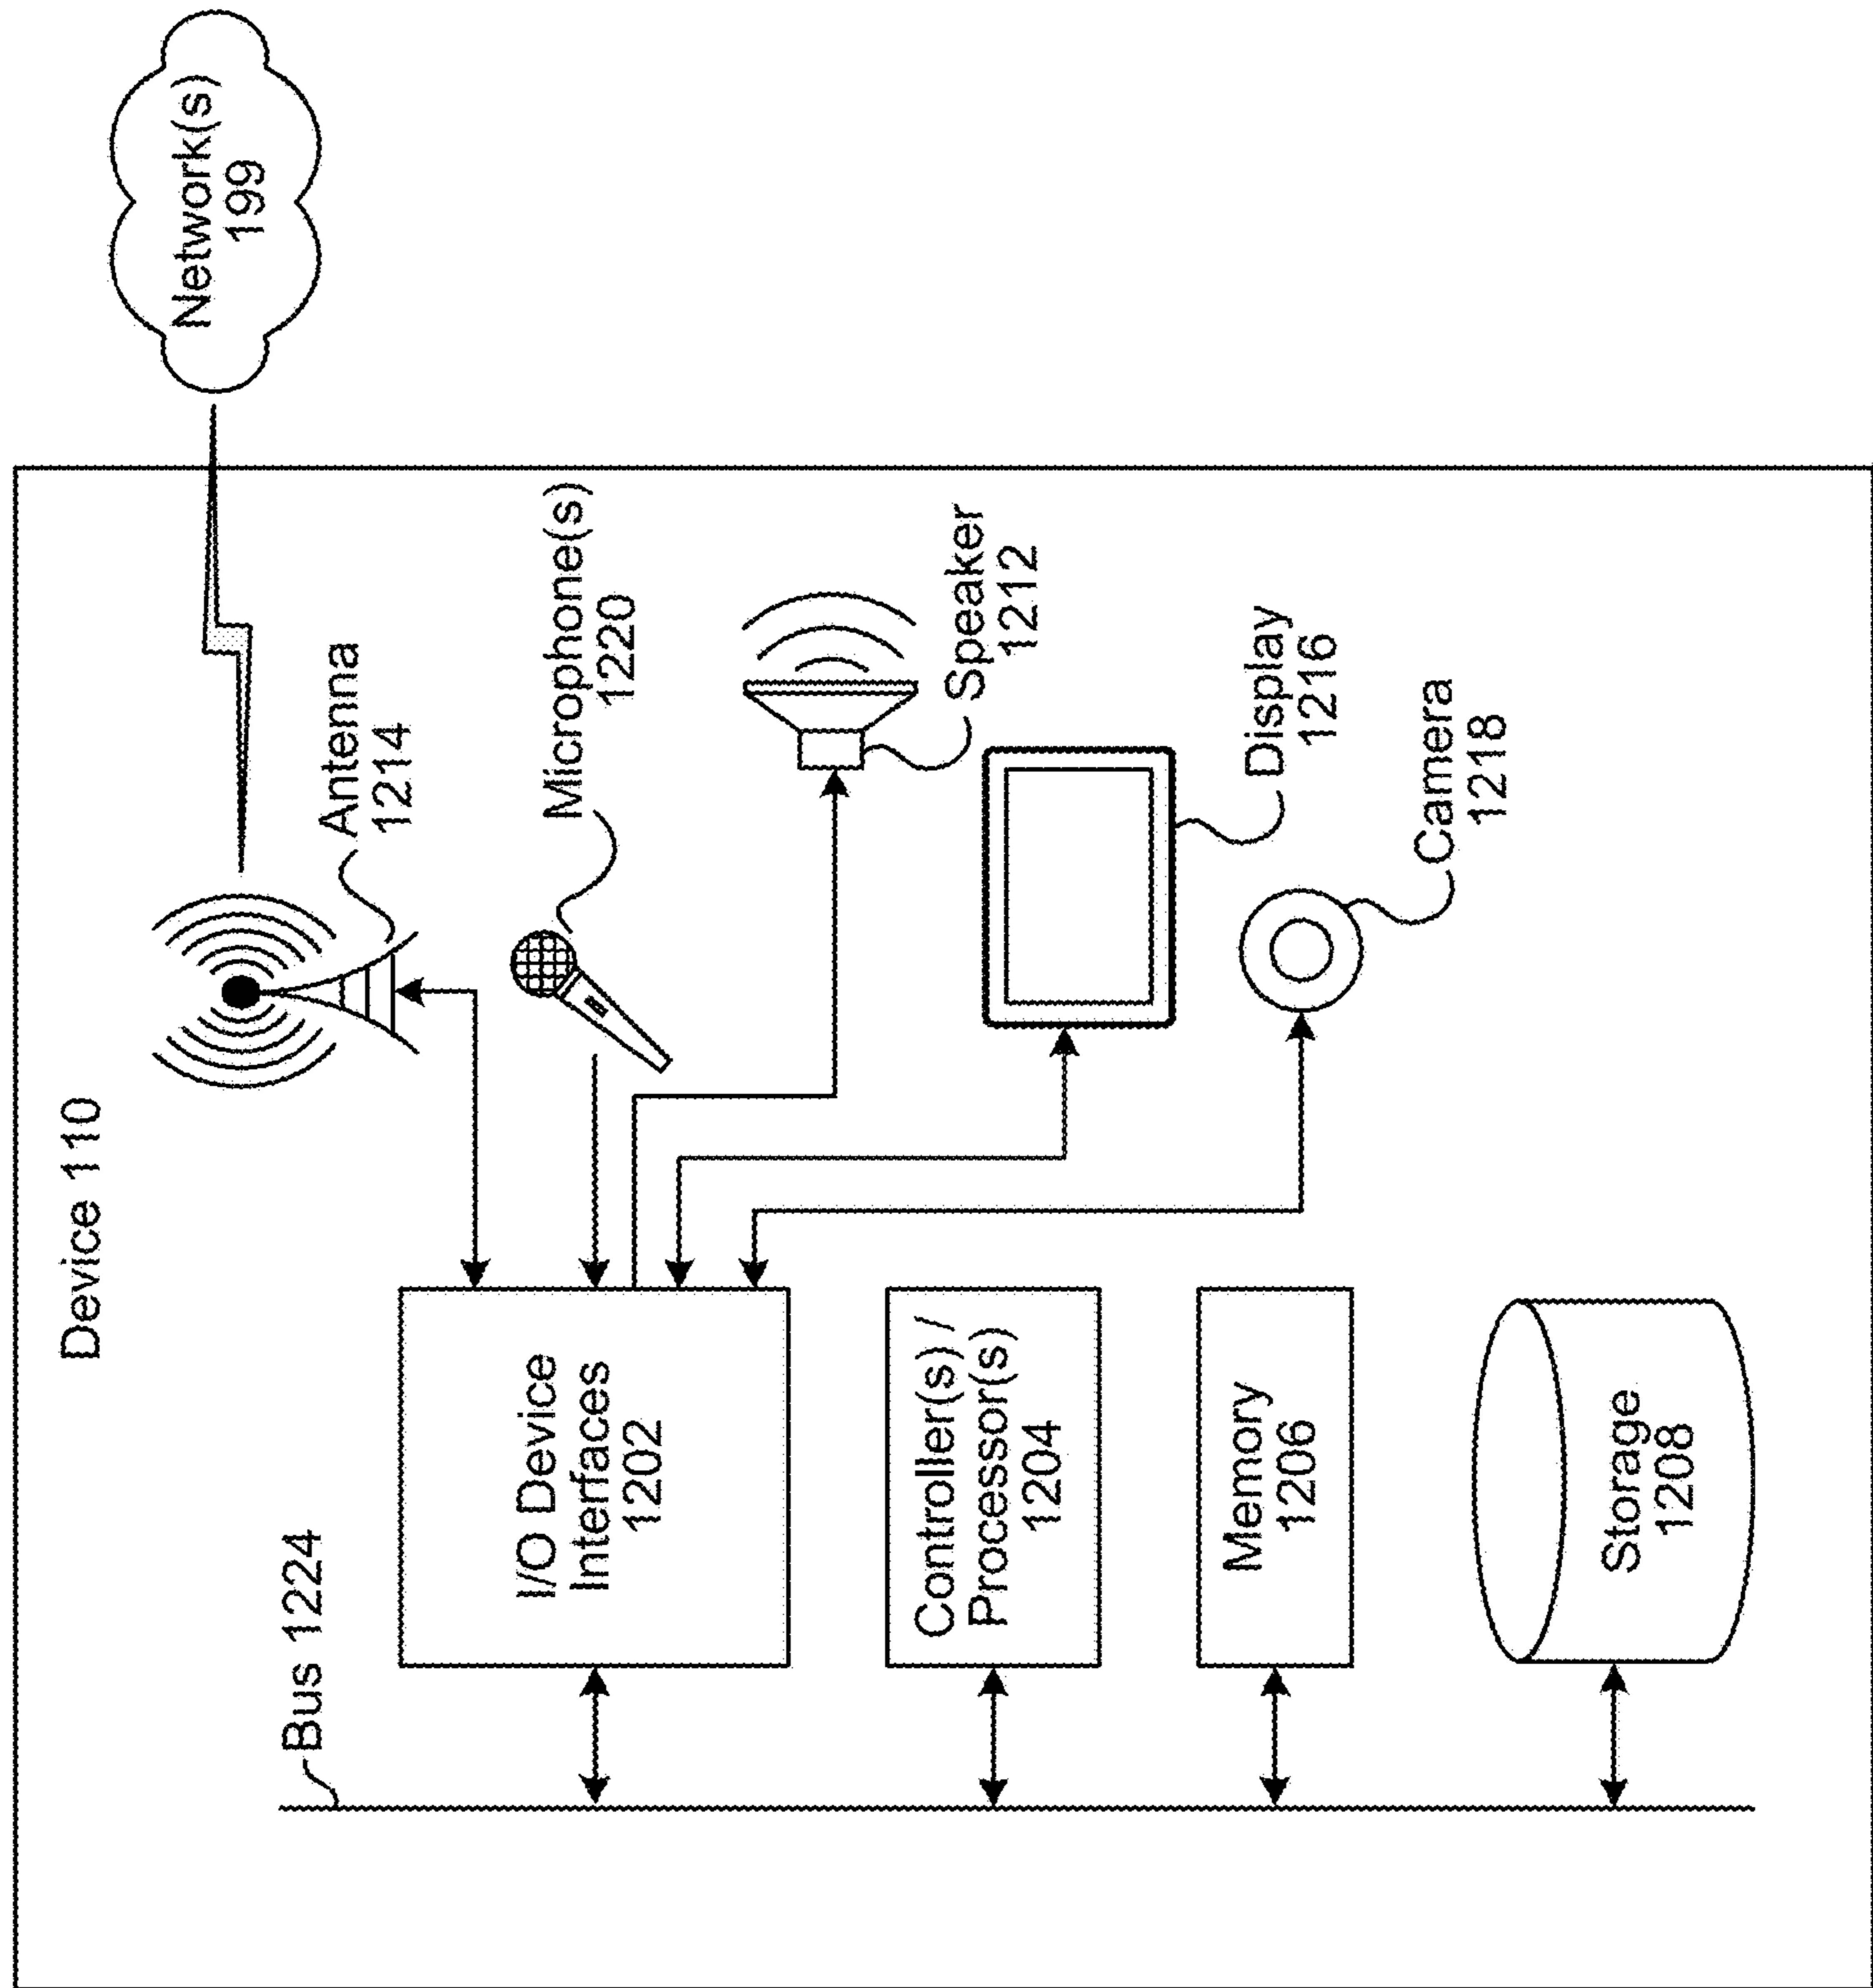 Device 110
Network(s)
199
Bus 1224
Antenna
1214
I/O Device
Interfaces
1202
Microphone(s)
1220
Speaker
1212
Controller(s) /
Processor(s)
1204
Display
1216
Memory
1206
Camera
1218
Storage
1208